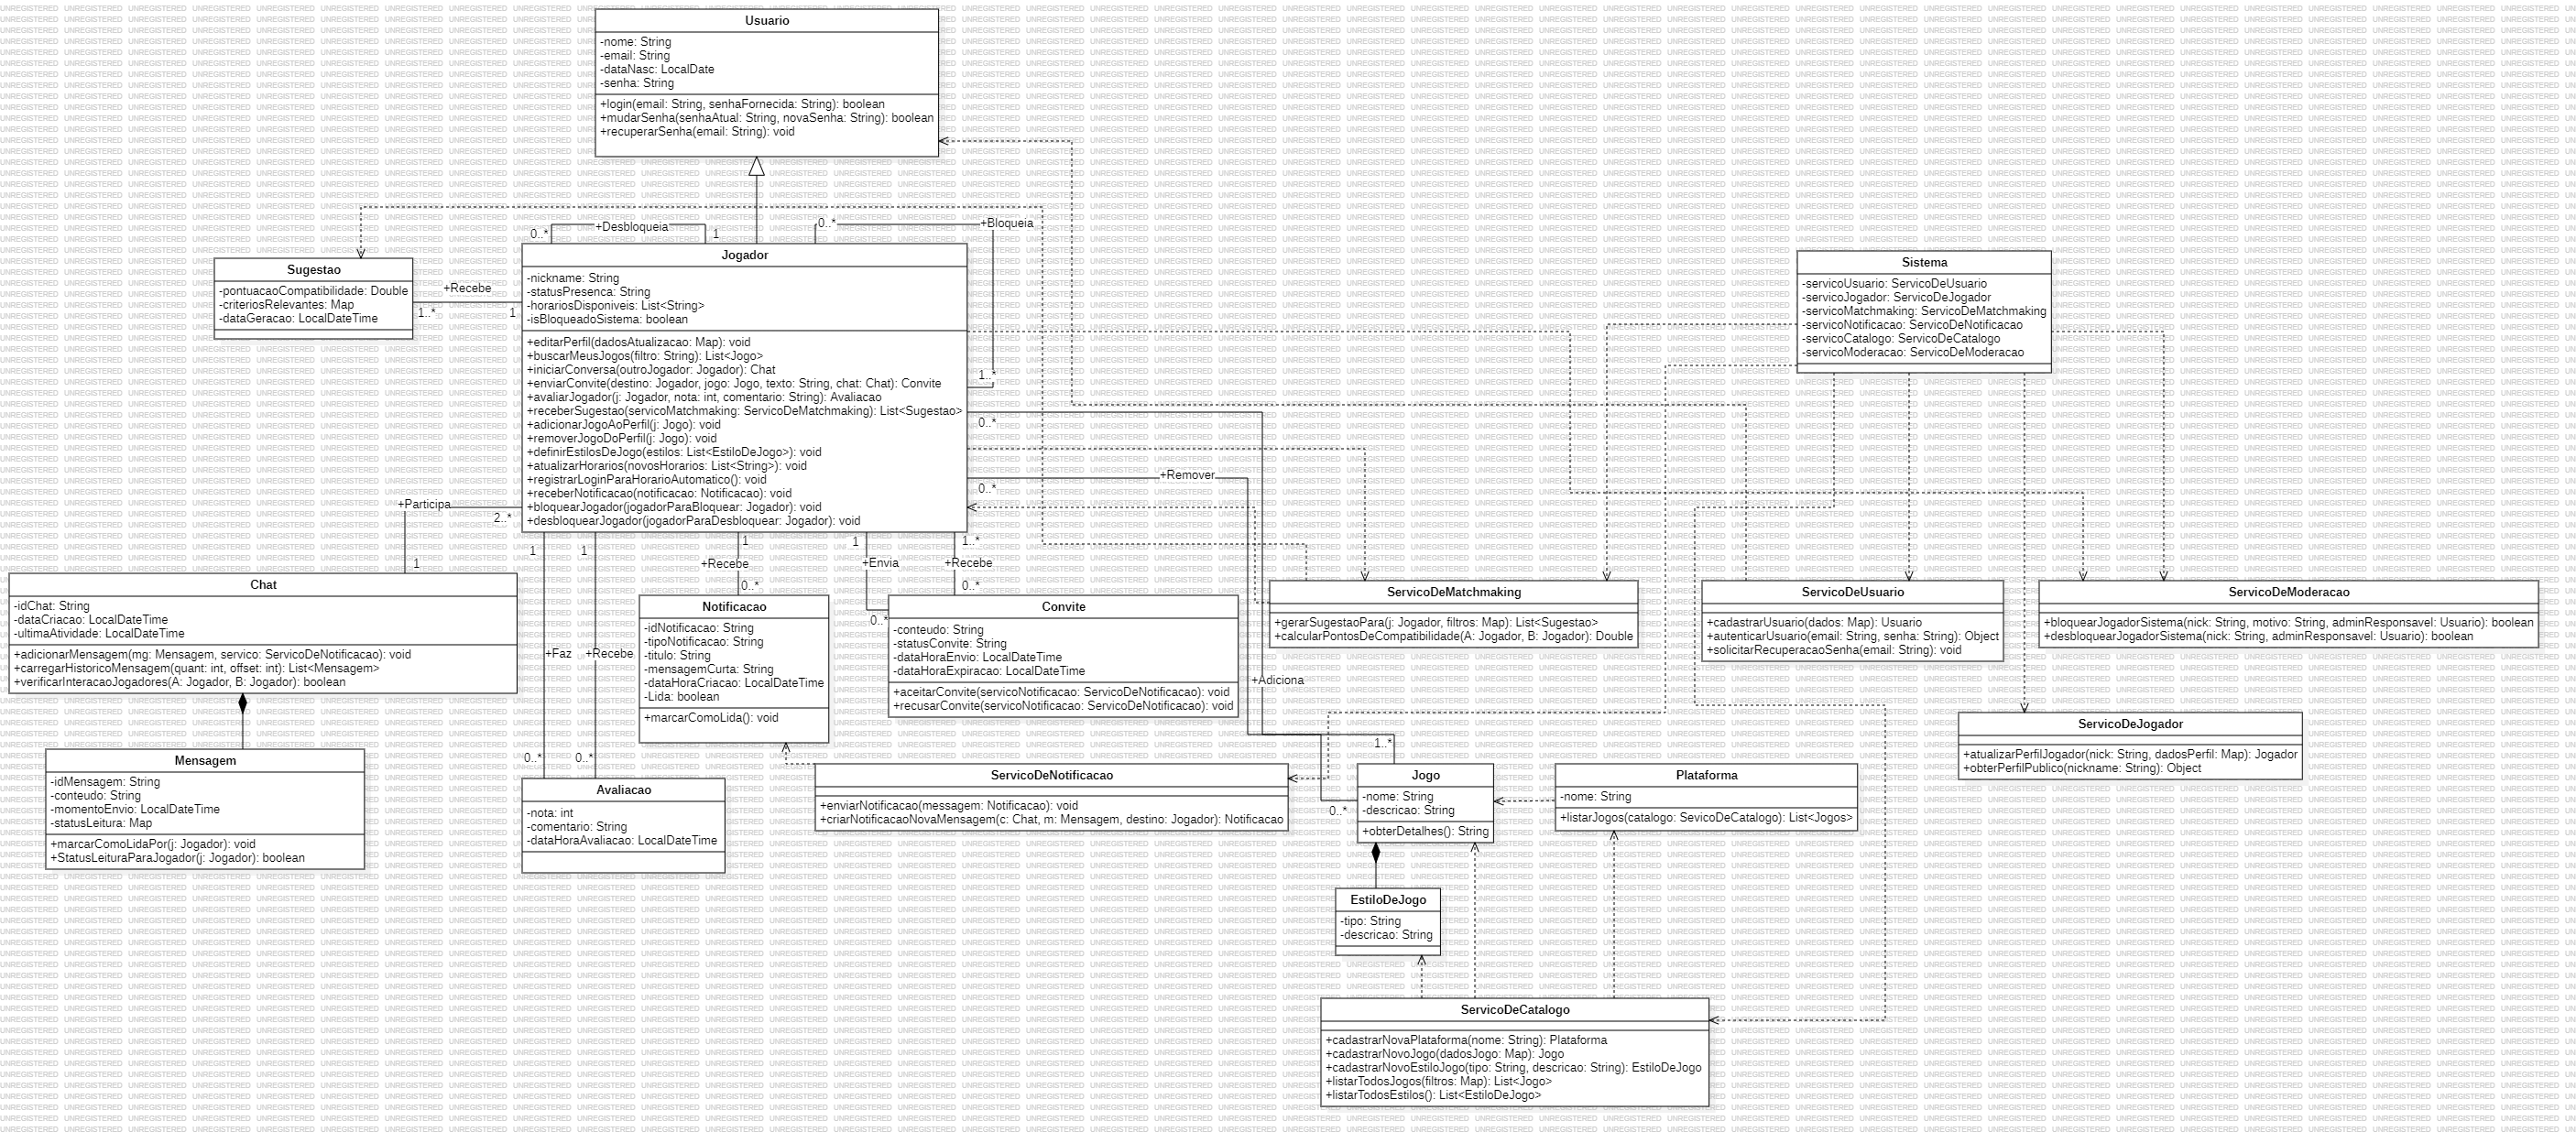 Usuario
-nome: String
-email: String
-dataNasc: LocalDate
-senha: String
+login(email: String, senhaFornecida: String): boolean
+mudarSenha(senhaAtual: String, novaSenha: String): boolean
+recuperarSenha(email: String): void
+Desbloqueia
0..*
1
0..*
+Bloqueia
1..*
Sugestao
-pontuacaoCompatibilidade: Double
-criteriosRelevantes: Map
-dataGeracao: LocalDateTime
+Recebe
1..*
1
Jogador
-nickname: String
-statusPresenca: String
-horariosDisponiveis: List<String>
-isBloqueadoSistema: boolean
+editarPerfil(dadosAtualizacao: Map): void
+buscarMeusJogos(filtro: String): List<Jogo>
+iniciarConversa(outroJogador: Jogador): Chat
+enviarConvite(destino: Jogador, jogo: Jogo, texto: String, chat: Chat): Convite
+avaliarJogador(j: Jogador, nota: int, comentario: String): Avaliacao
+receberSugestao(servicoMatchmaking: ServicoDeMatchmaking): List<Sugestao>
+adicionarJogoAoPerfil(j: Jogo): void
+removerJogoDoPerfil(j: Jogo): void
+definirEstilosDeJogo(estilos: List<EstiloDeJogo>): void
+atualizarHorarios(novosHorarios: List<String>): void
+registrarLoginParaHorarioAutomatico(): void
+receberNotificacao(notificacao: Notificacao): void
+bloquearJogador(jogadorParaBloquear: Jogador): void
+desbloquearJogador(jogadorParaDesbloquear: Jogador): void
Sistema
-servicoUsuario: ServicoDeUsuario
-servicoJogador: ServicoDeJogador
-servicoMatchmaking: ServicoDeMatchmaking
-servicoNotificacao: ServicoDeNotificacao
-servicoCatalogo: ServicoDeCatalogo
-servicoModeracao: ServicoDeModeracao
0..*
+Remover
0..*
+Participa
2..*
1
1
1
1
+Recebe
0..*
1
+Envia
0..*
1..*
+Recebe
0..*
Chat
-idChat: String
-dataCriacao: LocalDateTime
-ultimaAtividade: LocalDateTime
+adicionarMensagem(mg: Mensagem, servico: ServicoDeNotificacao): void
+carregarHistoricoMensagem(quant: int, offset: int): List<Mensagem>
+verificarInteracaoJogadores(A: Jogador, B: Jogador): boolean
+Faz
+Recebe
0..*
0..*
Notificacao
-idNotificacao: String
-tipoNotificacao: String
-titulo: String
-mensagemCurta: String
-dataHoraCriacao: LocalDateTime
-Lida: boolean
+marcarComoLida(): void
Convite
-conteudo: String
-statusConvite: String
-dataHoraEnvio: LocalDateTime
-dataHoraExpiracao: LocalDateTime
+aceitarConvite(servicoNotificacao: ServicoDeNotificacao): void
+recusarConvite(servicoNotificacao: ServicoDeNotificacao): void
ServicoDeMatchmaking
+gerarSugestaoPara(j: Jogador, filtros: Map): List<Sugestao>
+calcularPontosDeCompatibilidade(A: Jogador, B: Jogador): Double
ServicoDeUsuario
+cadastrarUsuario(dados: Map): Usuario
+autenticarUsuario(email: String, senha: String): Object
+solicitarRecuperacaoSenha(email: String): void
ServicoDeModeracao
+bloquearJogadorSistema(nick: String, motivo: String, adminResponsavel: Usuario): boolean
+desbloquearJogadorSistema(nick: String, adminResponsavel: Usuario): boolean
+Adiciona
1..*
0..*
ServicoDeJogador
+atualizarPerfilJogador(nick: String, dadosPerfil: Map): Jogador
+obterPerfilPublico(nickname: String): Object
Mensagem
-idMensagem: String
-conteudo: String
-momentoEnvio: LocalDateTime
-statusLeitura: Map
+marcarComoLidaPor(j: Jogador): void
+StatusLeituraParaJogador(j: Jogador): boolean
Avaliacao
-nota: int
-comentario: String
-dataHoraAvaliacao: LocalDateTime
ServicoDeNotificacao
+enviarNotificacao(messagem: Notificacao): void
+criarNotificacaoNovaMensagem(c: Chat, m: Mensagem, destino: Jogador): Notificacao
Jogo
-nome: String
-descricao: String
+obterDetalhes(): String
Plataforma
-nome: String
+listarJogos(catalogo: SevicoDeCatalogo): List<Jogos>
EstiloDeJogo
-tipo: String
-descricao: String
ServicoDeCatalogo
+cadastrarNovaPlataforma(nome: String): Plataforma
+cadastrarNovoJogo(dadosJogo: Map): Jogo
+cadastrarNovoEstiloJogo(tipo: String, descricao: String): EstiloDeJogo
+listarTodosJogos(filtros: Map): List<Jogo>
+listarTodosEstilos(): List<EstiloDeJogo>
UNREGISTERED